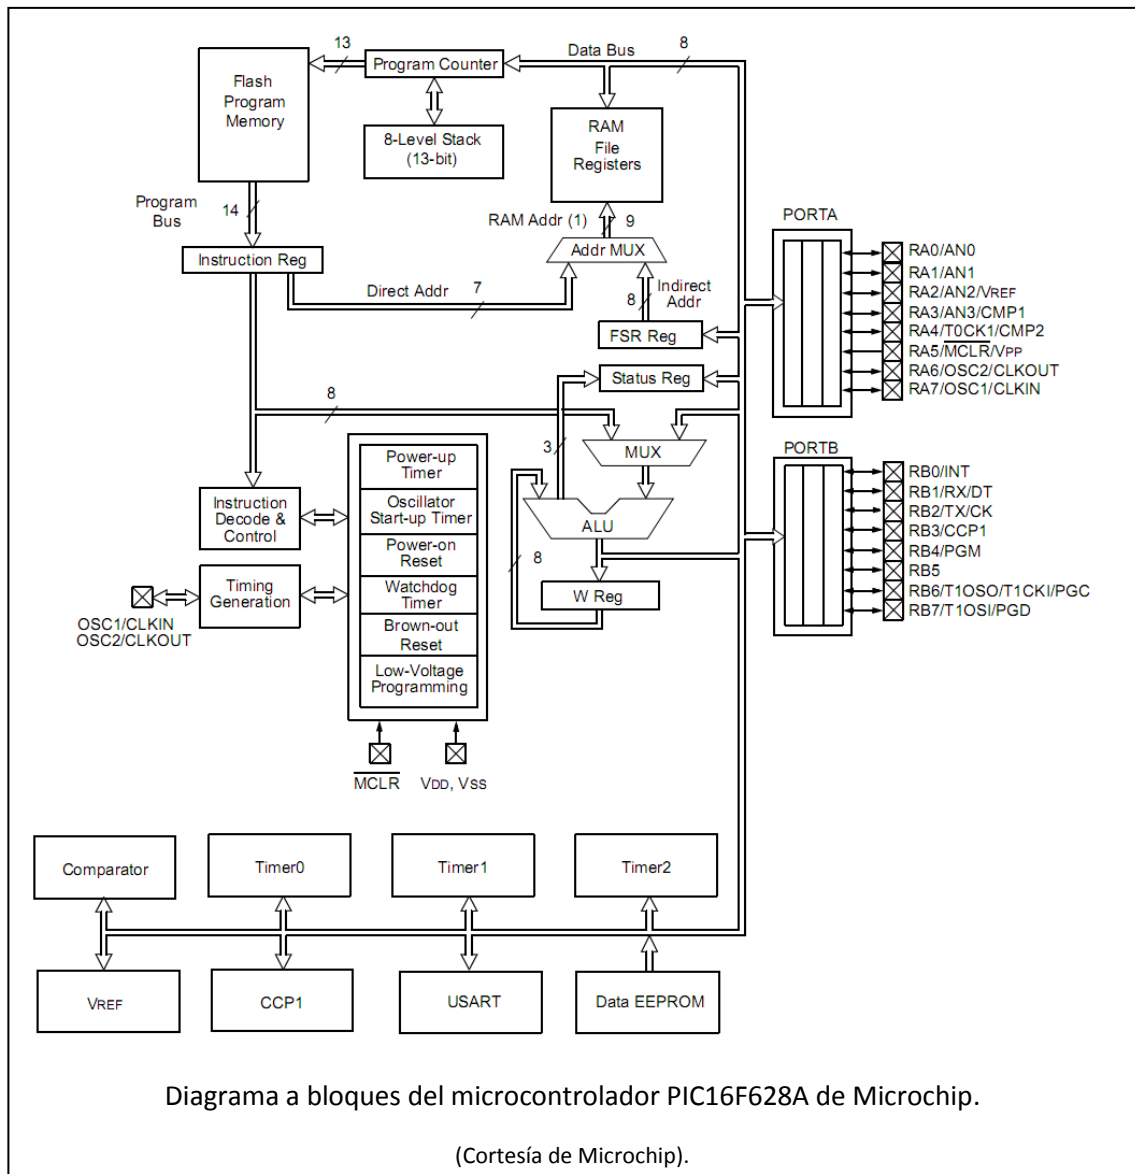 13
Program Counter
Data Bus
8
Flash
Program
Memory
8-Level Stack
(13-bit)
RAM
File
Registers
Program
Bus
14
RAM Addr (1)
9
Addr MUX
Instruction Reg
Direct Addr
7
8
Indirect
Addr
FSR Reg
Status Reg
8
3
MUX
Power-up
Timer
Oscillator
Start-up Timer
Power-on
Reset
Watchdog
Timer
Brown-out
Reset
Low-Voltage
Programming
Instruction
Decode &
Control
Timing
Generation
OSC1/CLKIN
OSC2/CLKOUT
ALU
8
W Reg
MCLR
VDD, VSS
PORTA
RA0/AN0
RA1/AN1
RA2/AN2/VREF
RA3/AN3/CMP1
RA4/T0CK1/CMP2
RA5/MCLR/VPP
RA6/OSC2/CLKOUT
RA7/OSC1/CLKIN
PORTB
RB0/INT
RB1/RX/DT
RB2/TX/CK
RB3/CCP1
RB4/PGM
RB5
RB6/T1OSO/T1CKI/PGC
RB7/T1OSI/PGD
Comparator
Timer0
Timer1
Timer2
VREF
CCP1
USART
Data EEPROM
Diagrama a bloques del microcontrolador PIC16F628A de Microchip.
(Cortesía de Microchip).